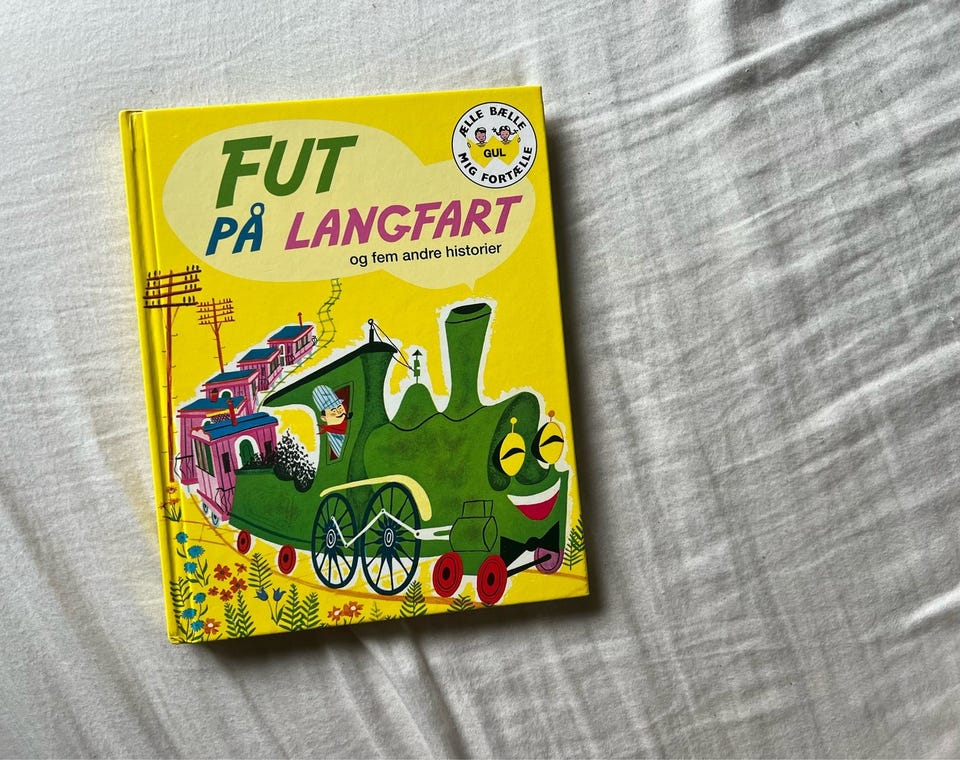 FUT
PÅ LANGFART
og fem andre historier
ÆLLE BÆLLE
GUL
MIG FORTÆLLE